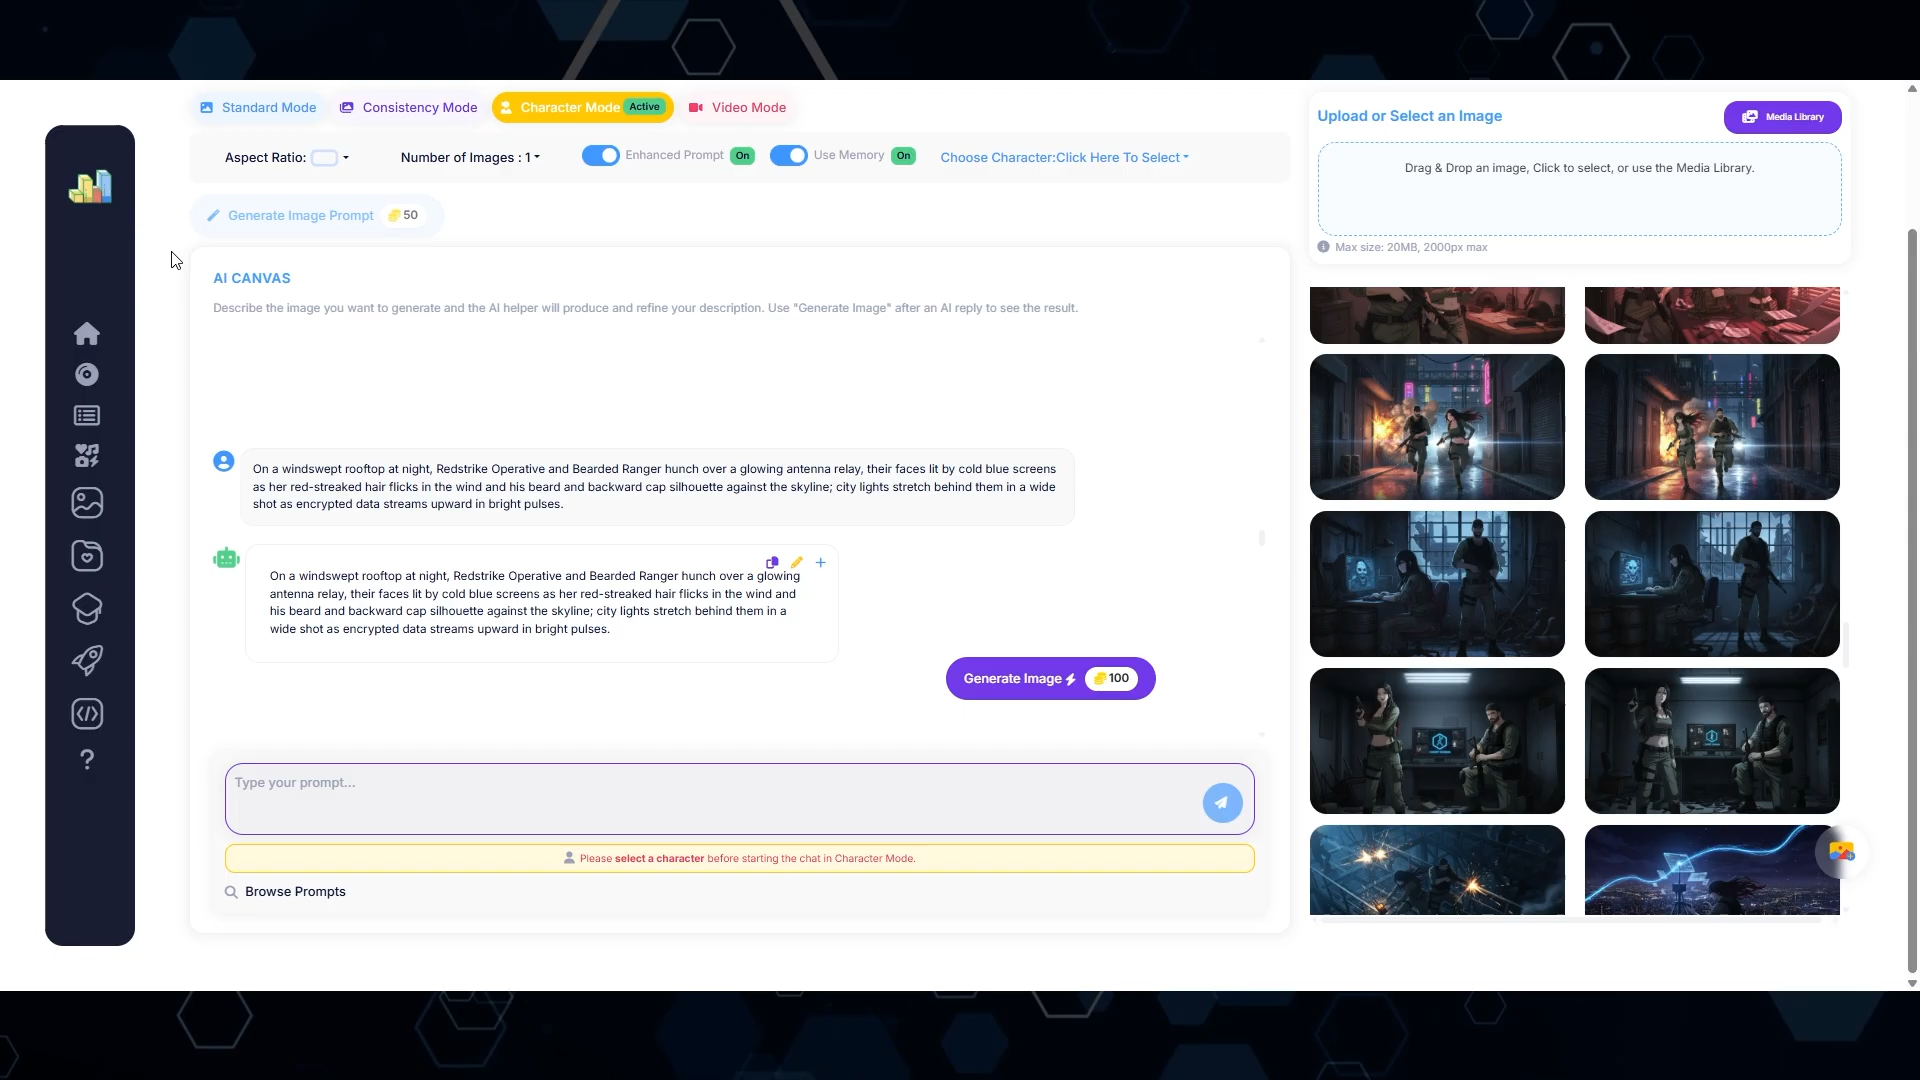 Standard Mode
Consistency Mode
Character Mode Active
Video Mode
Aspect Ratio:
Number of Images : 1
Enhanced Prompt On
Use Memory On
Choose Character:Click Here To Select
Generate Image Prompt 50
AI CANVAS
Describe the image you want to generate and the AI helper will produce and refine your description. Use "Generate Image" after an AI reply to see the result.
On a windswept rooftop at night, Redstrike Operative and Bearded Ranger hunch over a glowing antenna relay, their faces lit by cold blue screens
as her red-streaked hair flicks in the wind and his beard and backward cap silhouette against the skyline; city lights stretch behind them in a wide
shot as encrypted data streams upward in bright pulses.
On a windswept rooftop at night, Redstrike Operative and Bearded Ranger hunch over a glowing
antenna relay, their faces lit by cold blue screens as her red-streaked hair flicks in the wind and
his beard and backward cap silhouette against the skyline; city lights stretch behind them in a
wide shot as encrypted data streams upward in bright pulses.
Generate Image 100
Type your prompt...
Please select a character before starting the chat in Character Mode.
Browse Prompts
Upload or Select an Image
Media Library
Drag & Drop an image, Click to select, or use the Media Library.
Max size: 20MB, 2000px max